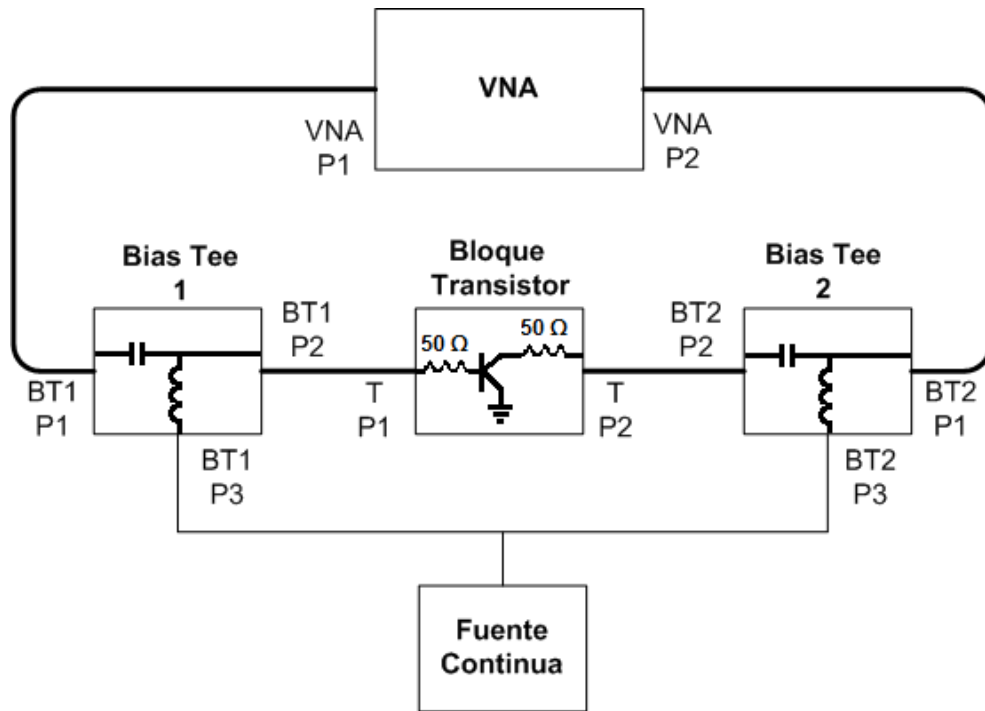 VNA
VNA
P1
VNA
P2
Bias Tee
1
Bloque
Transistor
Bias Tee
2
BT1
P2
50 Ω
50 Ω
BT2
P2
BT1
P1
T
P1
T
P2
BT2
P1
BT1
P3
BT2
P3
Fuente
Continua